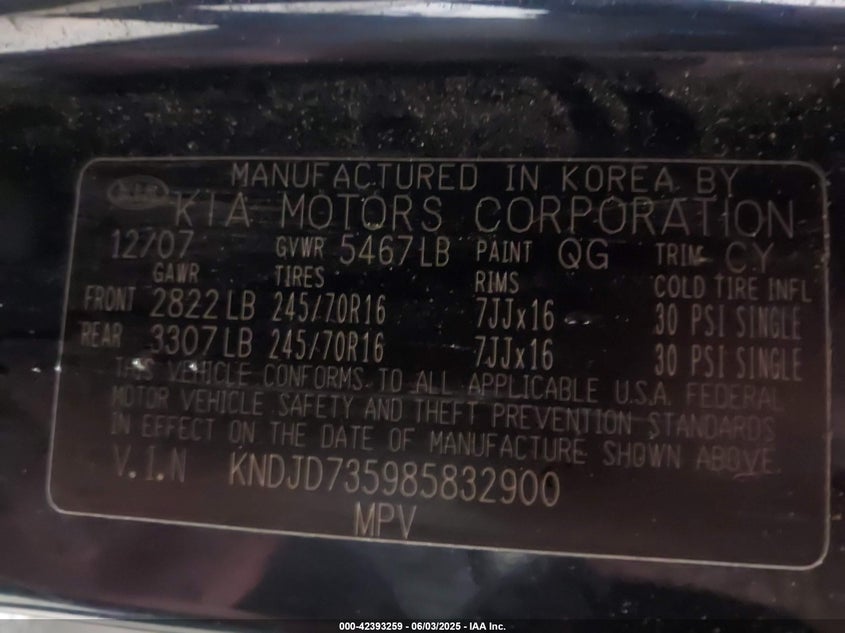 MANUFACTURED IN KOREA BY
KIA KIA MOTORS CORPORATION
12/07 GVWR 5467LB PAINT QG TRIM CY
GAWR TIRES RIMS COLD TIRE INFL
FRONT 2822LB 245/70R16 7JJx16 30 PSI SINGLE
REAR 3307LB 245/70R16 7JJx16 30 PSI SINGLE
THIS VEHICLE CONFORMS TO ALL APPLICABLE U.S.A. FEDERAL
MOTOR VEHICLE SAFETY AND THEFT PREVENTION STANDARDS
IN EFFECT ON THE DATE OF MANUFACTURE SHOWN ABOVE.
V.I.N KNDJD735985832900
MPV
000-42393259 - 06/03/2025 - IAA Inc.